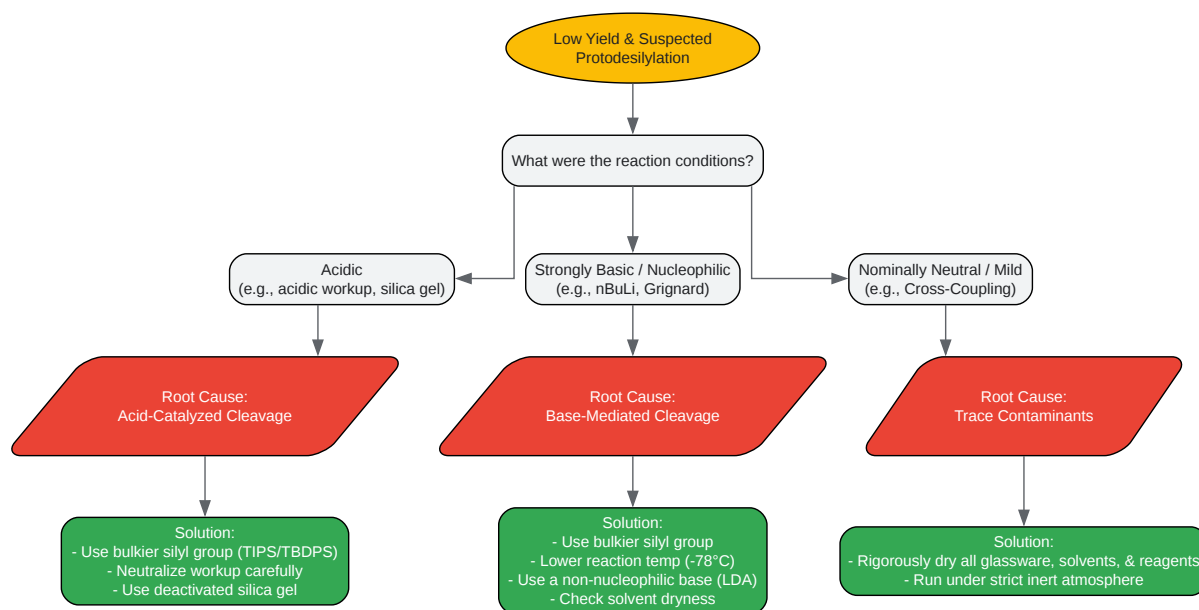 Low Yield & Suspected
Protodesilylation
What were the reaction conditions?
Acidic
(e.g., acidic workup, silica gel)
Strongly Basic / Nucleophilic
(e.g., nBuLi, Grignard)
Nominally Neutral / Mild
(e.g., Cross-Coupling)
Root Cause:
Acid-Catalyzed Cleavage
Root Cause:
Base-Mediated Cleavage
Root Cause:
Trace Contaminants
Solution:
- Use bulkier silyl group (TIPS/TBDPS)
- Neutralize workup carefully
- Use deactivated silica gel
Solution:
- Use bulkier silyl group
- Lower reaction temp (-78°C)
- Use a non-nucleophilic base (LDA)
- Check solvent dryness
Solution:
- Rigorously dry all glassware, solvents, & reagents
- Run under strict inert atmosphere